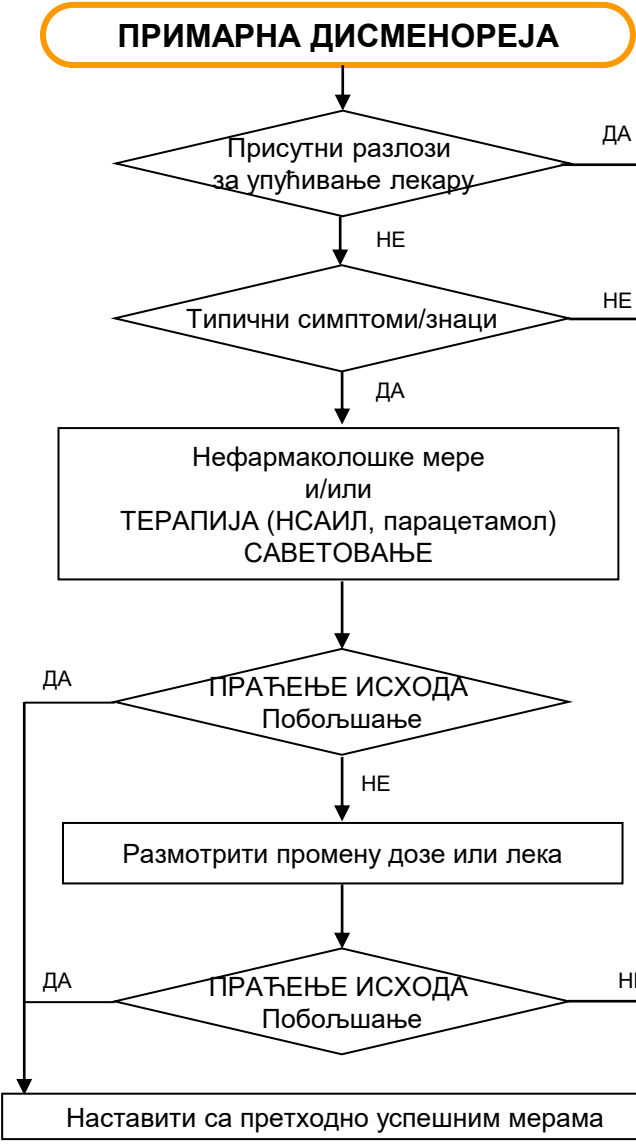 ПРИМАРНА ДИСМЕНОРЕЈА
Присутни разлози
за упућивање лекару
ДА
НЕ
Типични симптоми/знаци
НЕ
ДА
Нефармаколошке мере
и/или
ТЕРАПИЈА (НСАИЛ, парацетамол)
САВЕТОВАЊЕ
ДА
ПРАЋЕЊЕ ИСХОДА
Побољшање
НЕ
Размотрити промену дозе или лека
ДА
ПРАЋЕЊЕ ИСХОДА
Побољшање
НЕ
Наставити са претходно успешним мерама